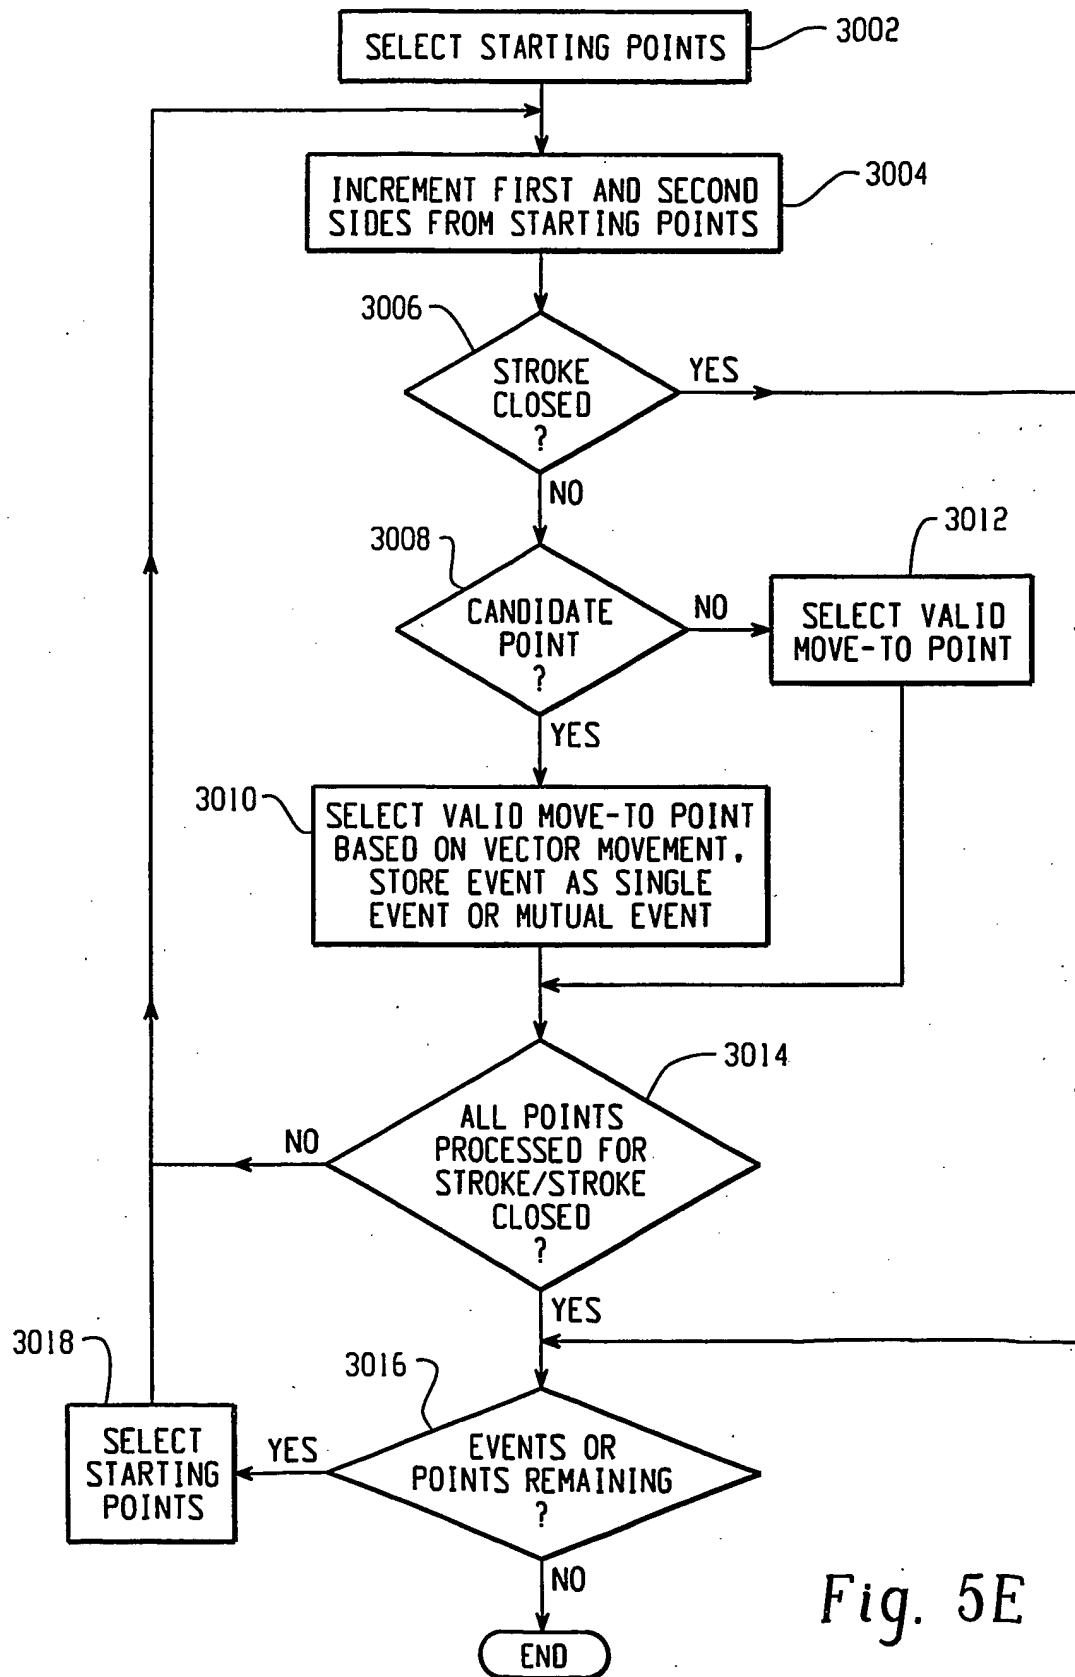 SELECT STARTING POINTS
3002
INCREMENT FIRST AND SECOND
SIDES FROM STARTING POINTS
3004
3006
STROKE
CLOSED
?
YES
NO
3008
CANDIDATE
POINT
?
NO
3012
SELECT VALID
MOVE-TO POINT
YES
3010
SELECT VALID MOVE-TO POINT
BASED ON VECTOR MOVEMENT,
STORE EVENT AS SINGLE
EVENT OR MUTUAL EVENT
3014
ALL POINTS
PROCESSED FOR
STROKE/STROKE
CLOSED
?
NO
YES
3018
SELECT
STARTING
POINTS
3016
EVENTS OR
POINTS REMAINING
?
YES
NO
END
Fig. 5E